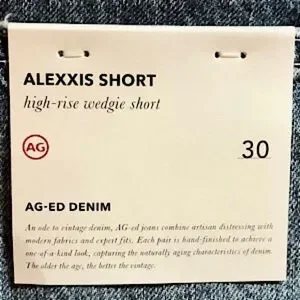 ALEXXIS SHORT
high-rise wedgie short
AG
30
AG-ED DENIM
An ode to vintage denim, AG-ed jeans combine artisan distressing with
modern fabrics and expert fits. Each pair is hand-finished to achieve a
one-of-a-kind look, capturing the naturally aging characteristics of denim.
The older the age, the better the vintage.